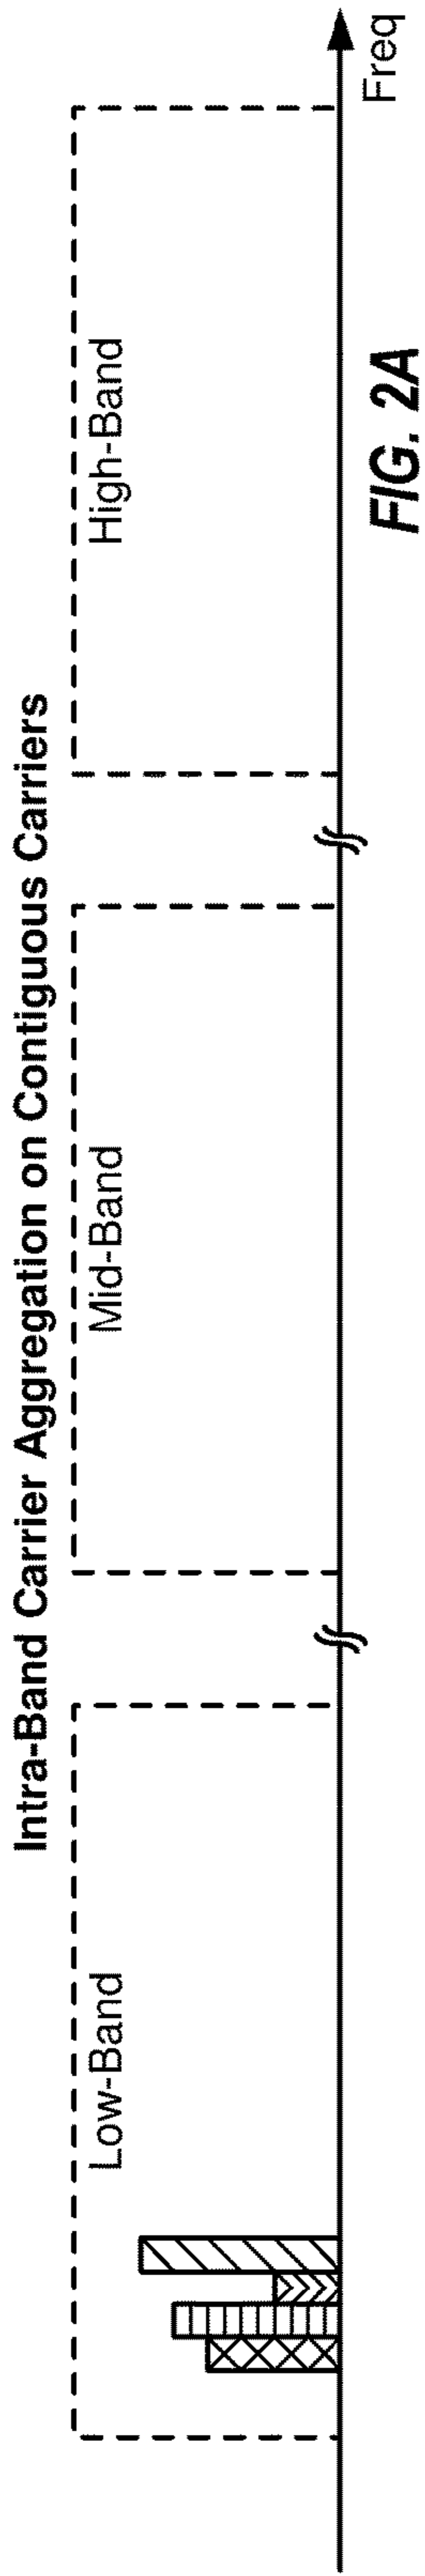 Intra-Band Carrier Aggregation on Contiguous Carriers
Low-Band
Mid-Band
High-Band
Freq
FIG. 2A